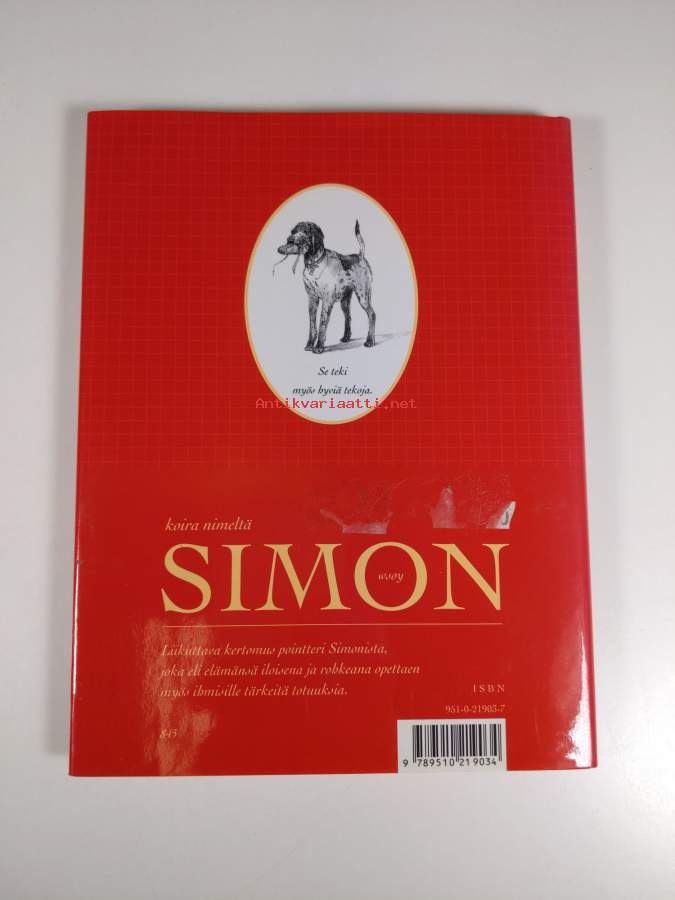 Se teki
myös hyviä tekoja.
Antikvariaatti.net
koira nimeltä
SIMON
wsoy
Liikuttava kertomus pointteri Simonista,
joka eli elämänsä iloisena ja rohkeana opettaen
myös ihmisille tärkeitä totuuksia.
ISBN
951-0-21903-7
84.5
9 789510 219034